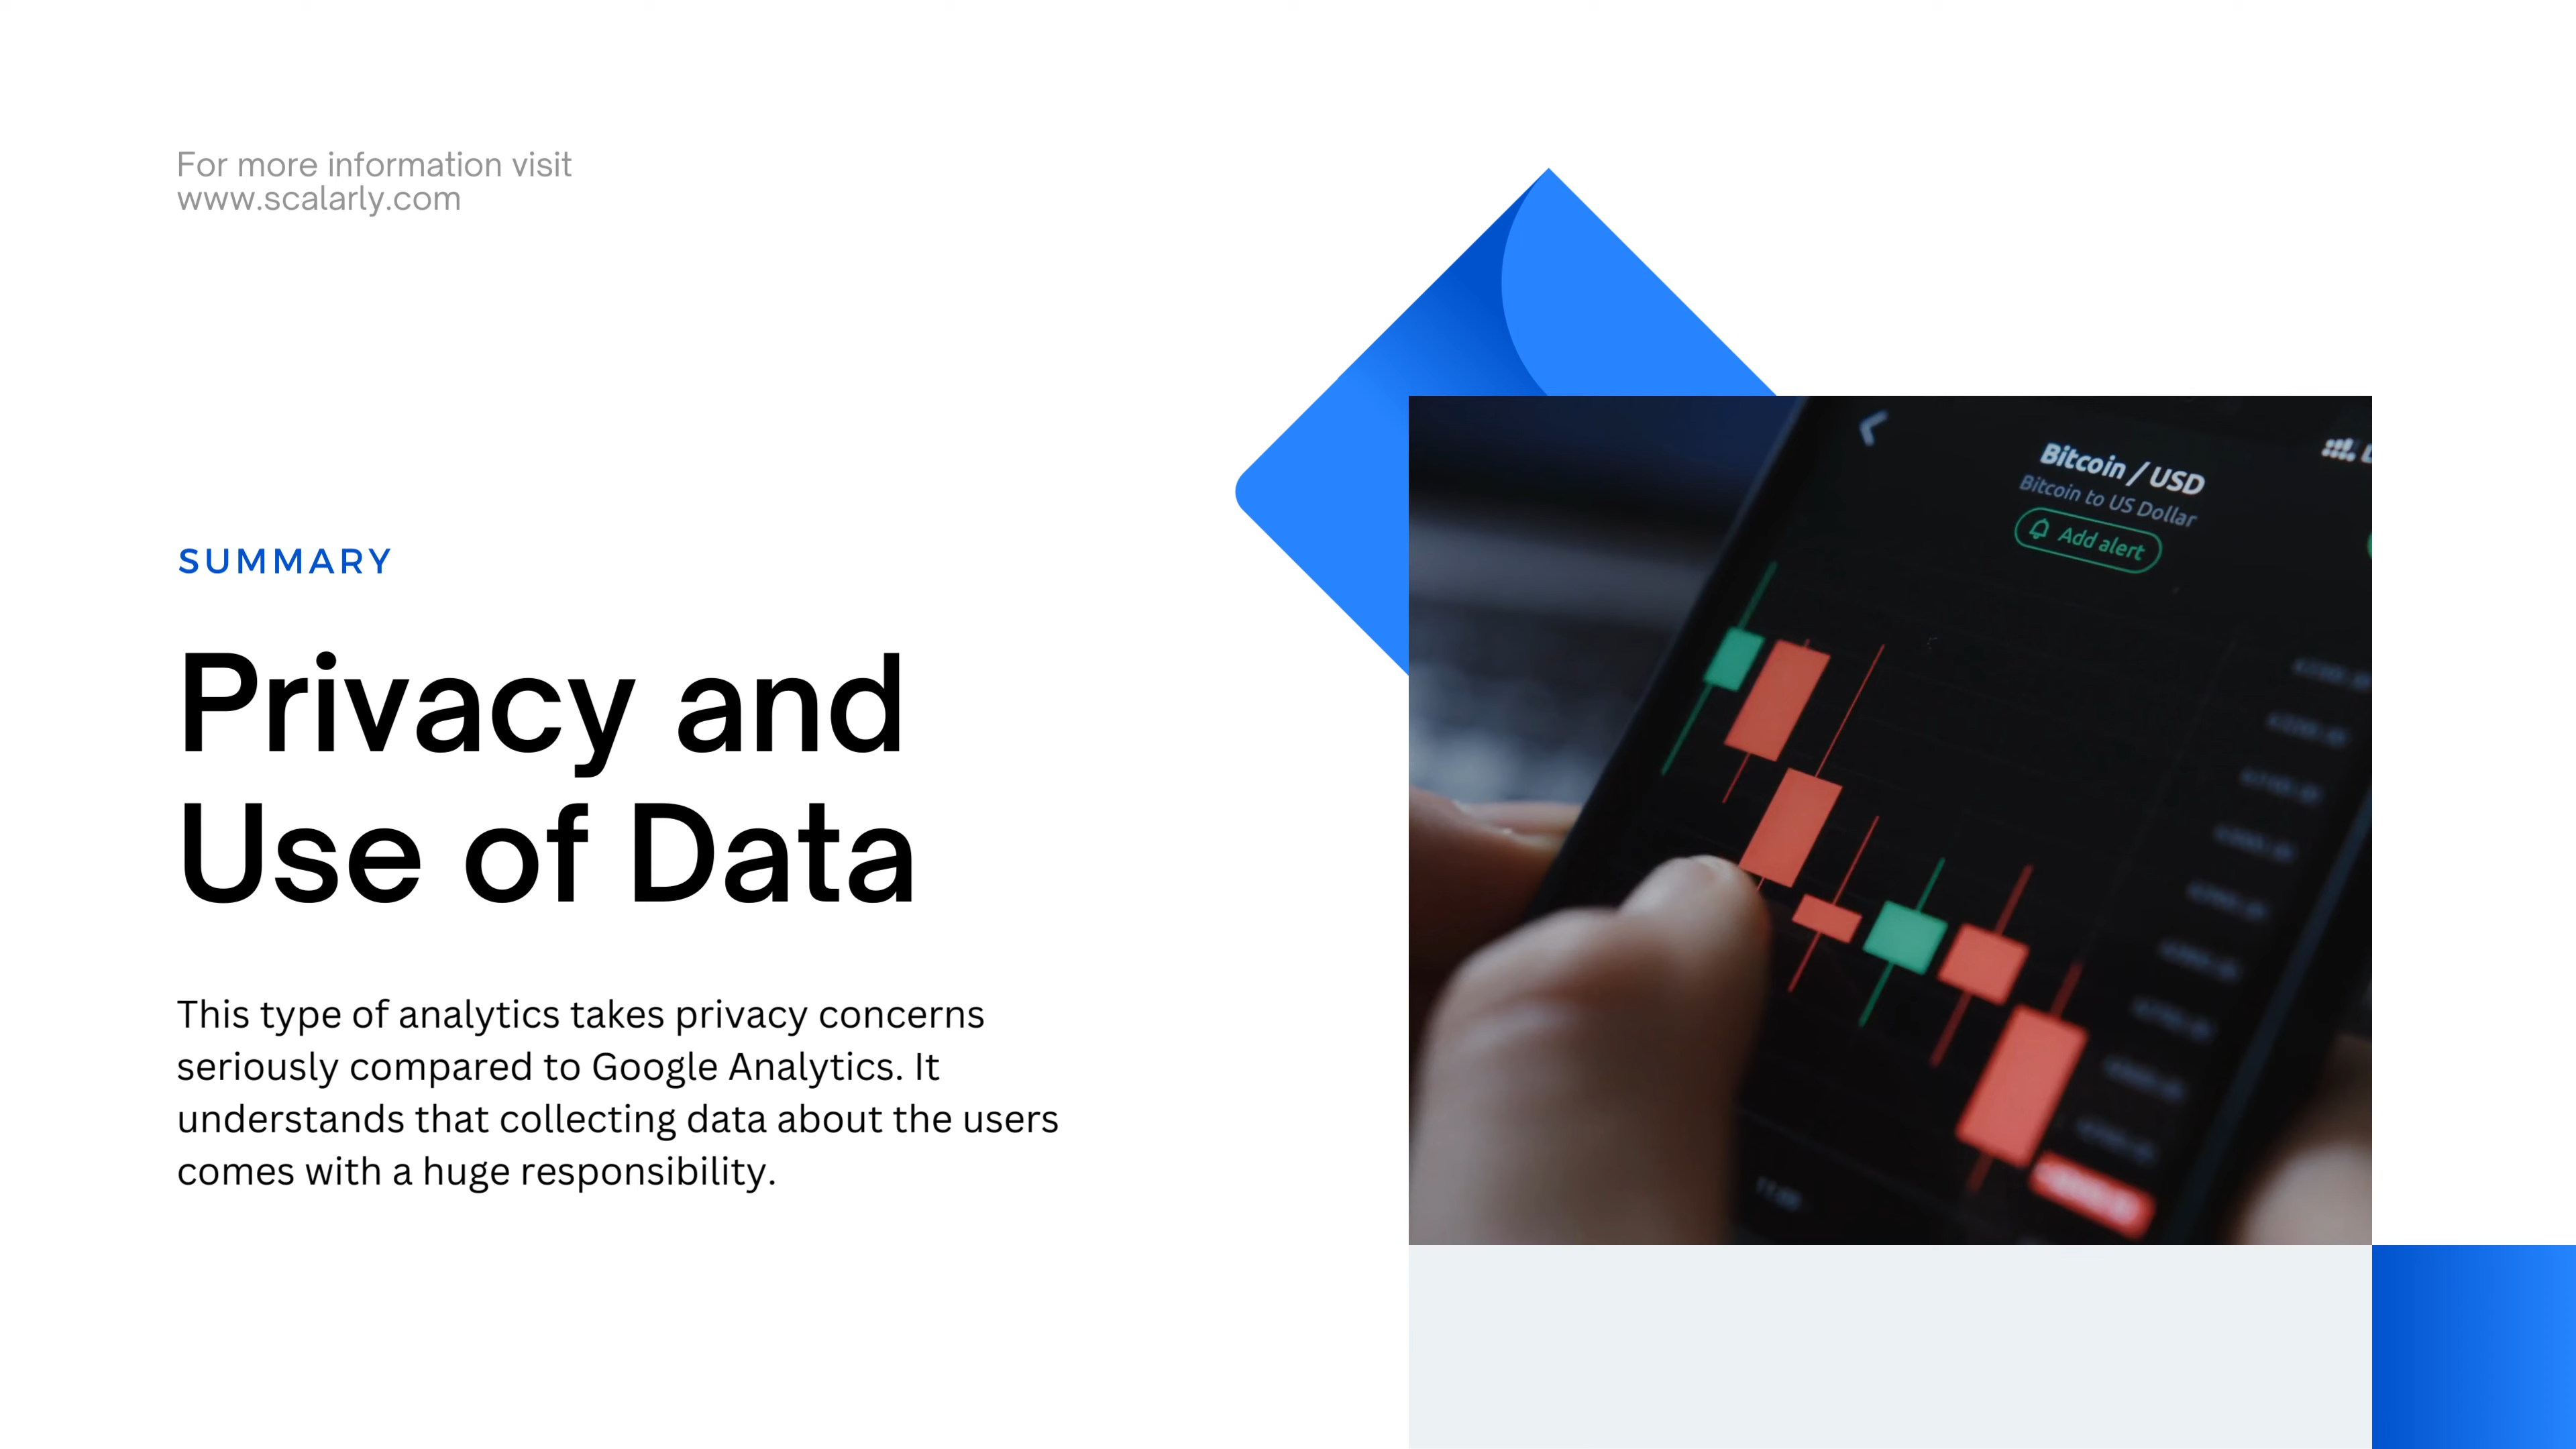 For more information visit
www.scalarly.com
SUMMARY
Privacy and
Use of Data
This type of analytics takes privacy concerns
seriously compared to Google Analytics. It
understands that collecting data about the users
comes with a huge responsibility.
Bitcoin / USD
Bitcoin to US Dollar
Add alert